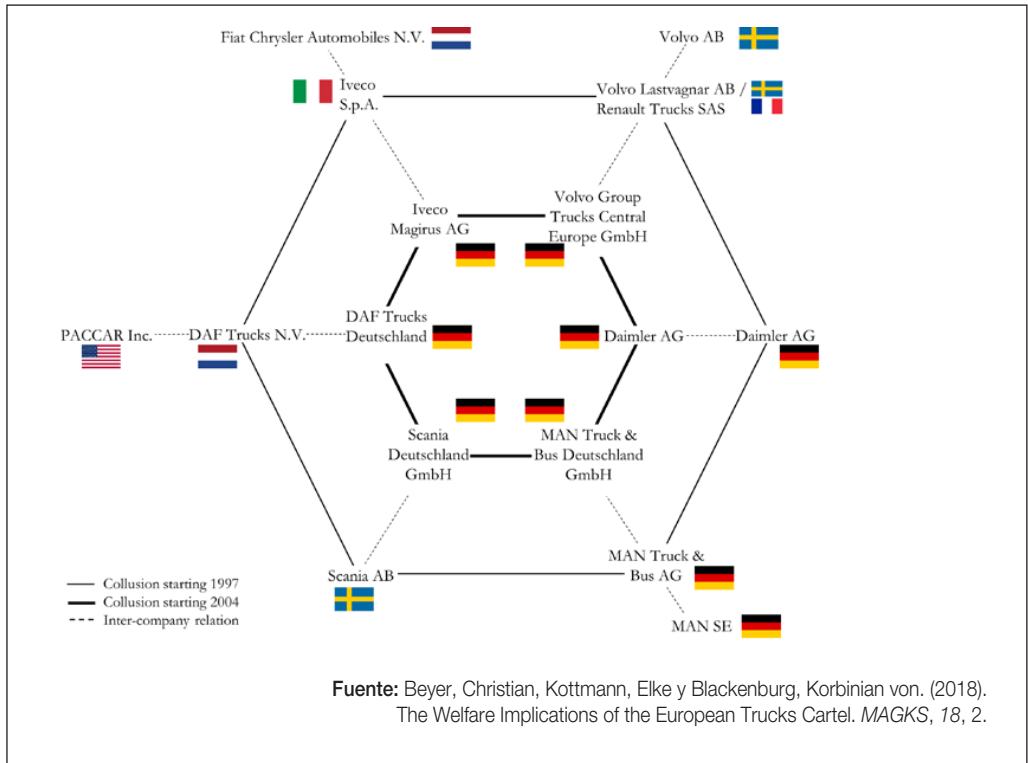 Fiat Chrysler Automobiles N.V.
Volvo AB
Iveco
S.p.A.
Volvo Lastvagnar AB /
Renault Trucks SAS
Iveco
Magirus AG
Volvo Group
Trucks Central
Europe GmbH
PACCAR Inc.
DAF Trucks N.V.
DAF Trucks
Deutschland
Daimler AG
Daimler AG
Scania
Deutschland
GmbH
MAN Truck &
Bus Deutschland
GmbH
Scania AB
MAN Truck &
Bus AG
MAN SE
Collusion starting 1997
Collusion starting 2004
Inter-company relation
Fuente: Beyer, Christian, Kottmann, Elke y Blackenburg, Korbinian von. (2018).
The Welfare Implications of the European Trucks Cartel. MAGKS, 18, 2.